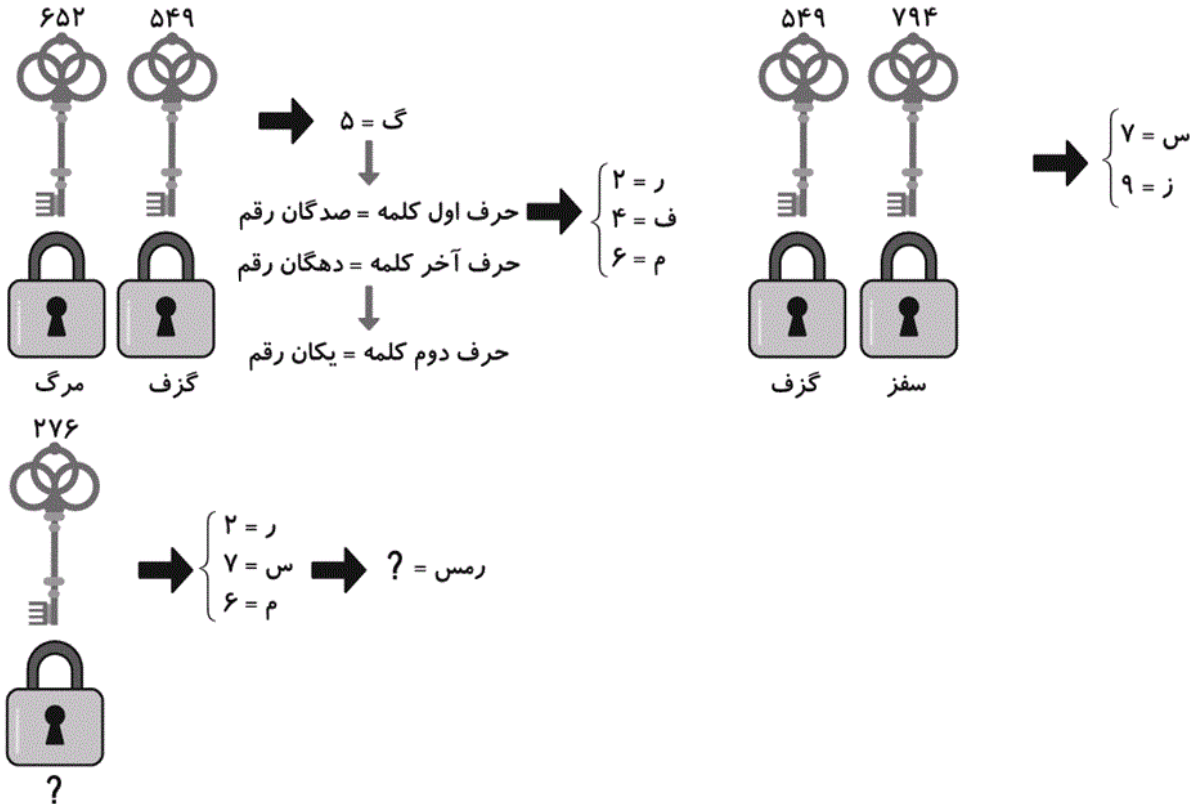 ۶۵۲ ۵۴۹
گ = ۵
حرف اول کلمه = صدگان رقم
حرف آخر کلمه = دهگان رقم
حرف دوم کلمه = یکان رقم
ر = ۲
ف = ۴
م = ۶
مرگ گزف
۵۴۹ ۷۹۴
س = ۷
ز = ۹
گزف سفز
۲۷۶
ر = ۲
س = ۷
م = ۶
رمس = ?
?